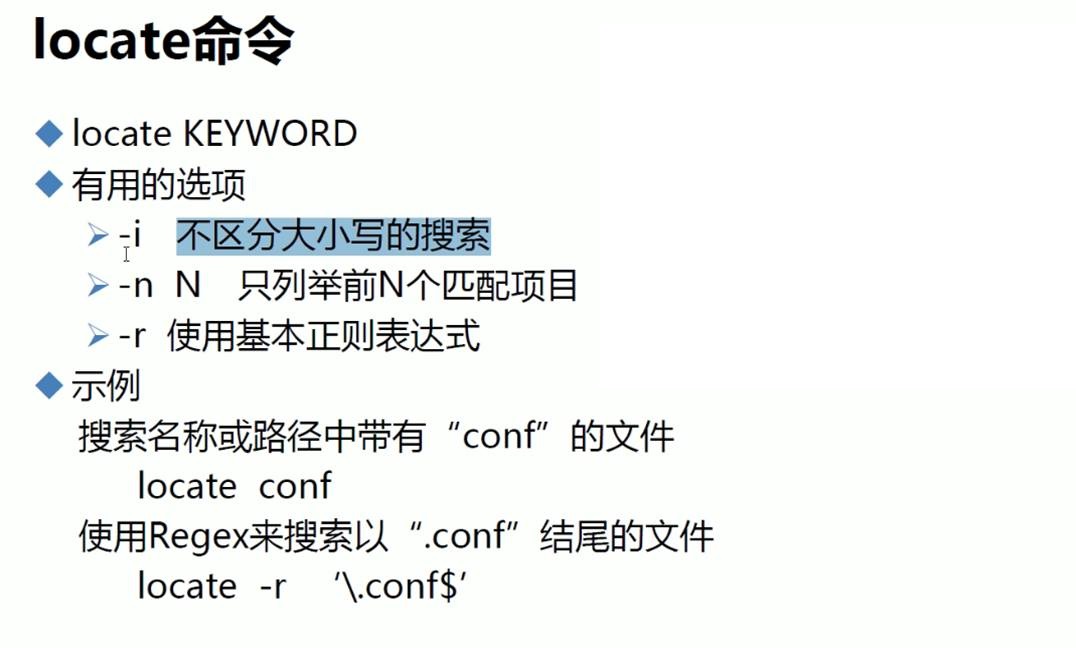 locate命令
locate KEYWORD
有用的选项
-i 不区分大小写的搜索
-n N 只列举前N个匹配项目
-r 使用基本正则表达式
示例
搜索名称或路径中带有“conf”的文件
locate conf
使用Regex来搜索以“.conf”结尾的文件
locate -r ‘\.conf$’